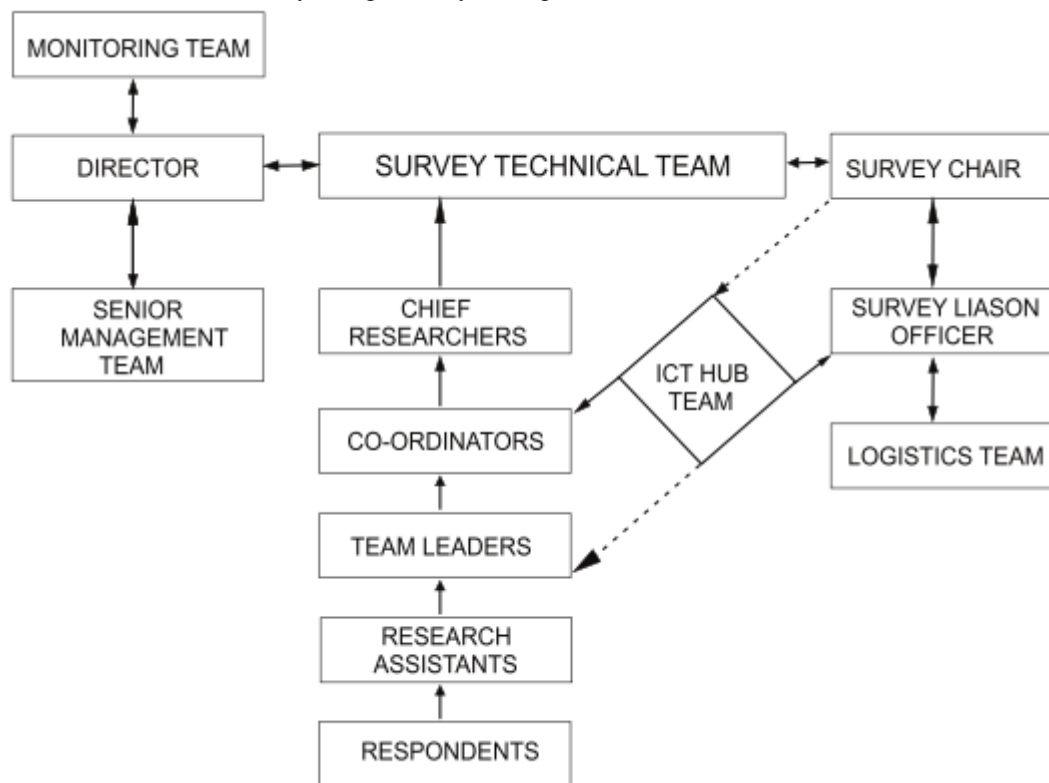 MONITORING TEAM
DIRECTOR
SURVEY TECHNICAL TEAM
SURVEY CHAIR
SENIOR
MANAGEMENT
TEAM
CHIEF
RESEARCHERS
ICT HUB
TEAM
SURVEY LIASON
OFFICER
CO-ORDINATORS
LOGISTICS TEAM
TEAM LEADERS
RESEARCH
ASSISTANTS
RESPONDENTS